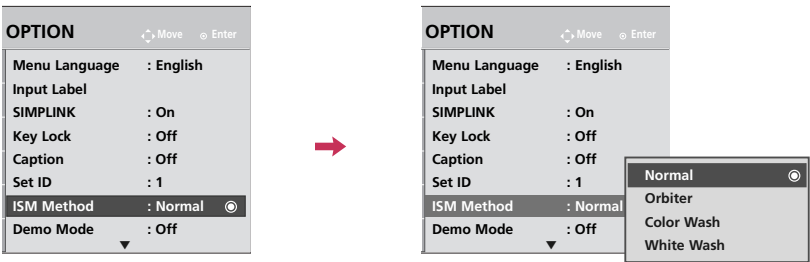 OPTION Move Enter
Menu Language : English
Input Label
SIMPLINK : On
Key Lock : Off
Caption : Off
Set ID : 1
ISM Method : Normal
Demo Mode : Off
OPTION Move Enter
Menu Language : English
Input Label
SIMPLINK : On
Key Lock : Off
Caption : Off
Set ID : 1
ISM Method : Normal
Demo Mode : Off
Normal
Orbiter
Color Wash
White Wash